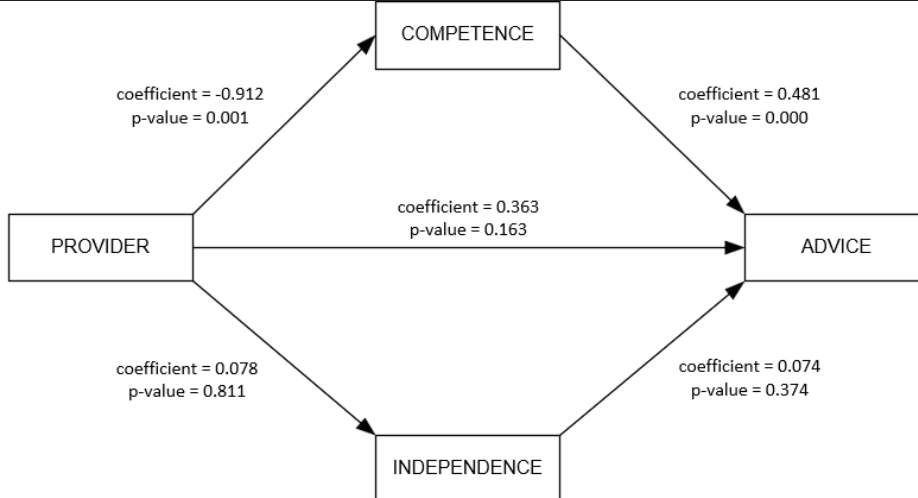 COMPETENCE
coefficient = -0.912
p-value = 0.001
coefficient = 0.481
p-value = 0.000
coefficient = 0.363
p-value = 0.163
PROVIDER
ADVICE
coefficient = 0.078
p-value = 0.811
coefficient = 0.074
p-value = 0.374
INDEPENDENCE